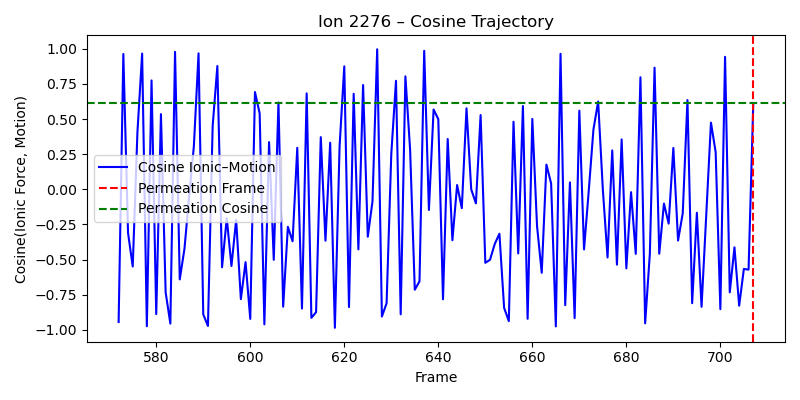 Ion 2276 – Cosine Trajectory
Cosine(Ionic Force, Motion)
1.00
0.75
0.50
0.25
0.00
−0.25
−0.50
−0.75
−1.00
Cosine Ionic–Motion
Permeation Frame
Permeation Cosine
580
600
620
640
660
680
700
Frame